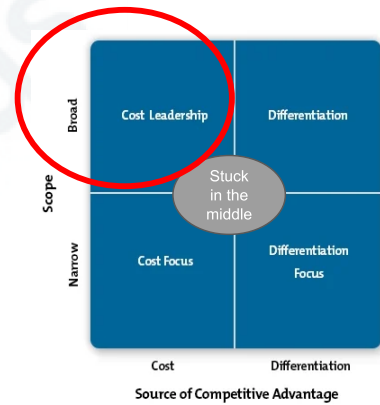 Broad
Cost Leadership
Differentiation
Scope
Stuck
in the
middle
Narrow
Cost Focus
Differentiation
Focus
Cost
Differentiation
Source of Competitive Advantage